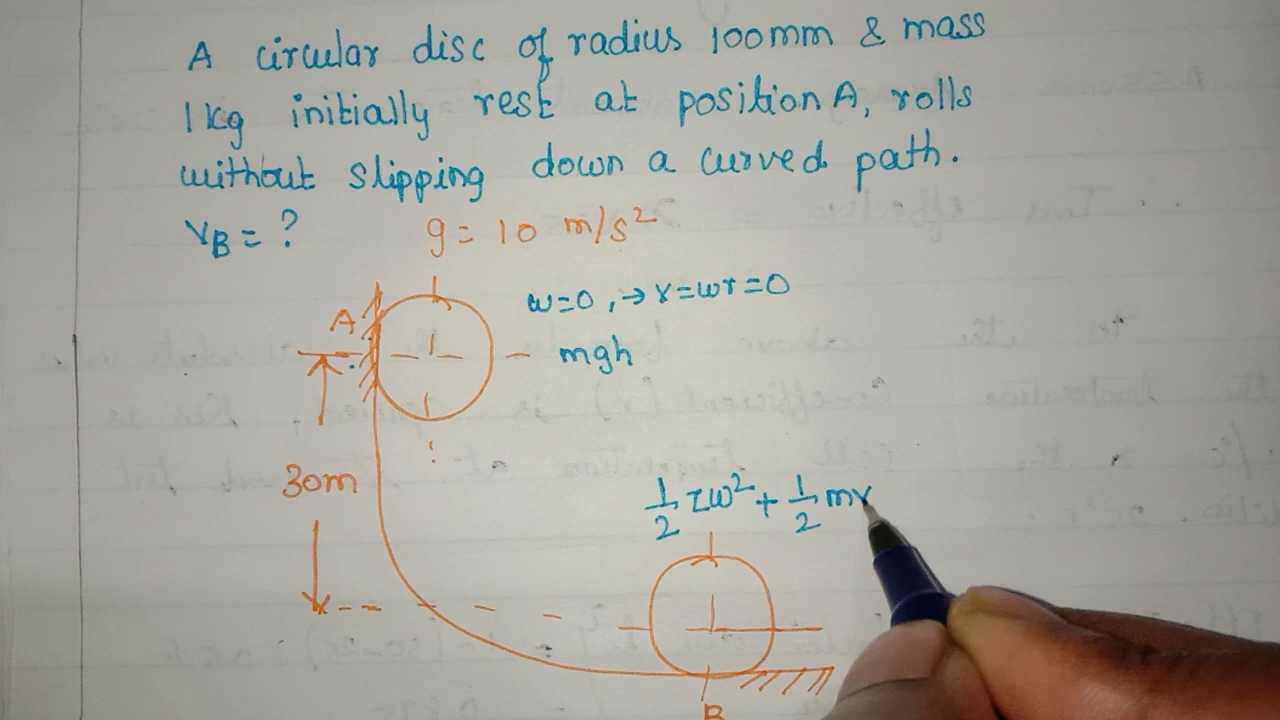 A circular disc of radius 100mm & mass
1kg initially rest at position A, rolls
without slipping down a curved path.
VB = ? g = 10 m/s²
ω=0, → v=ωr=0
A
mgh
30m
1/2 Iω² + 1/2 mv
B